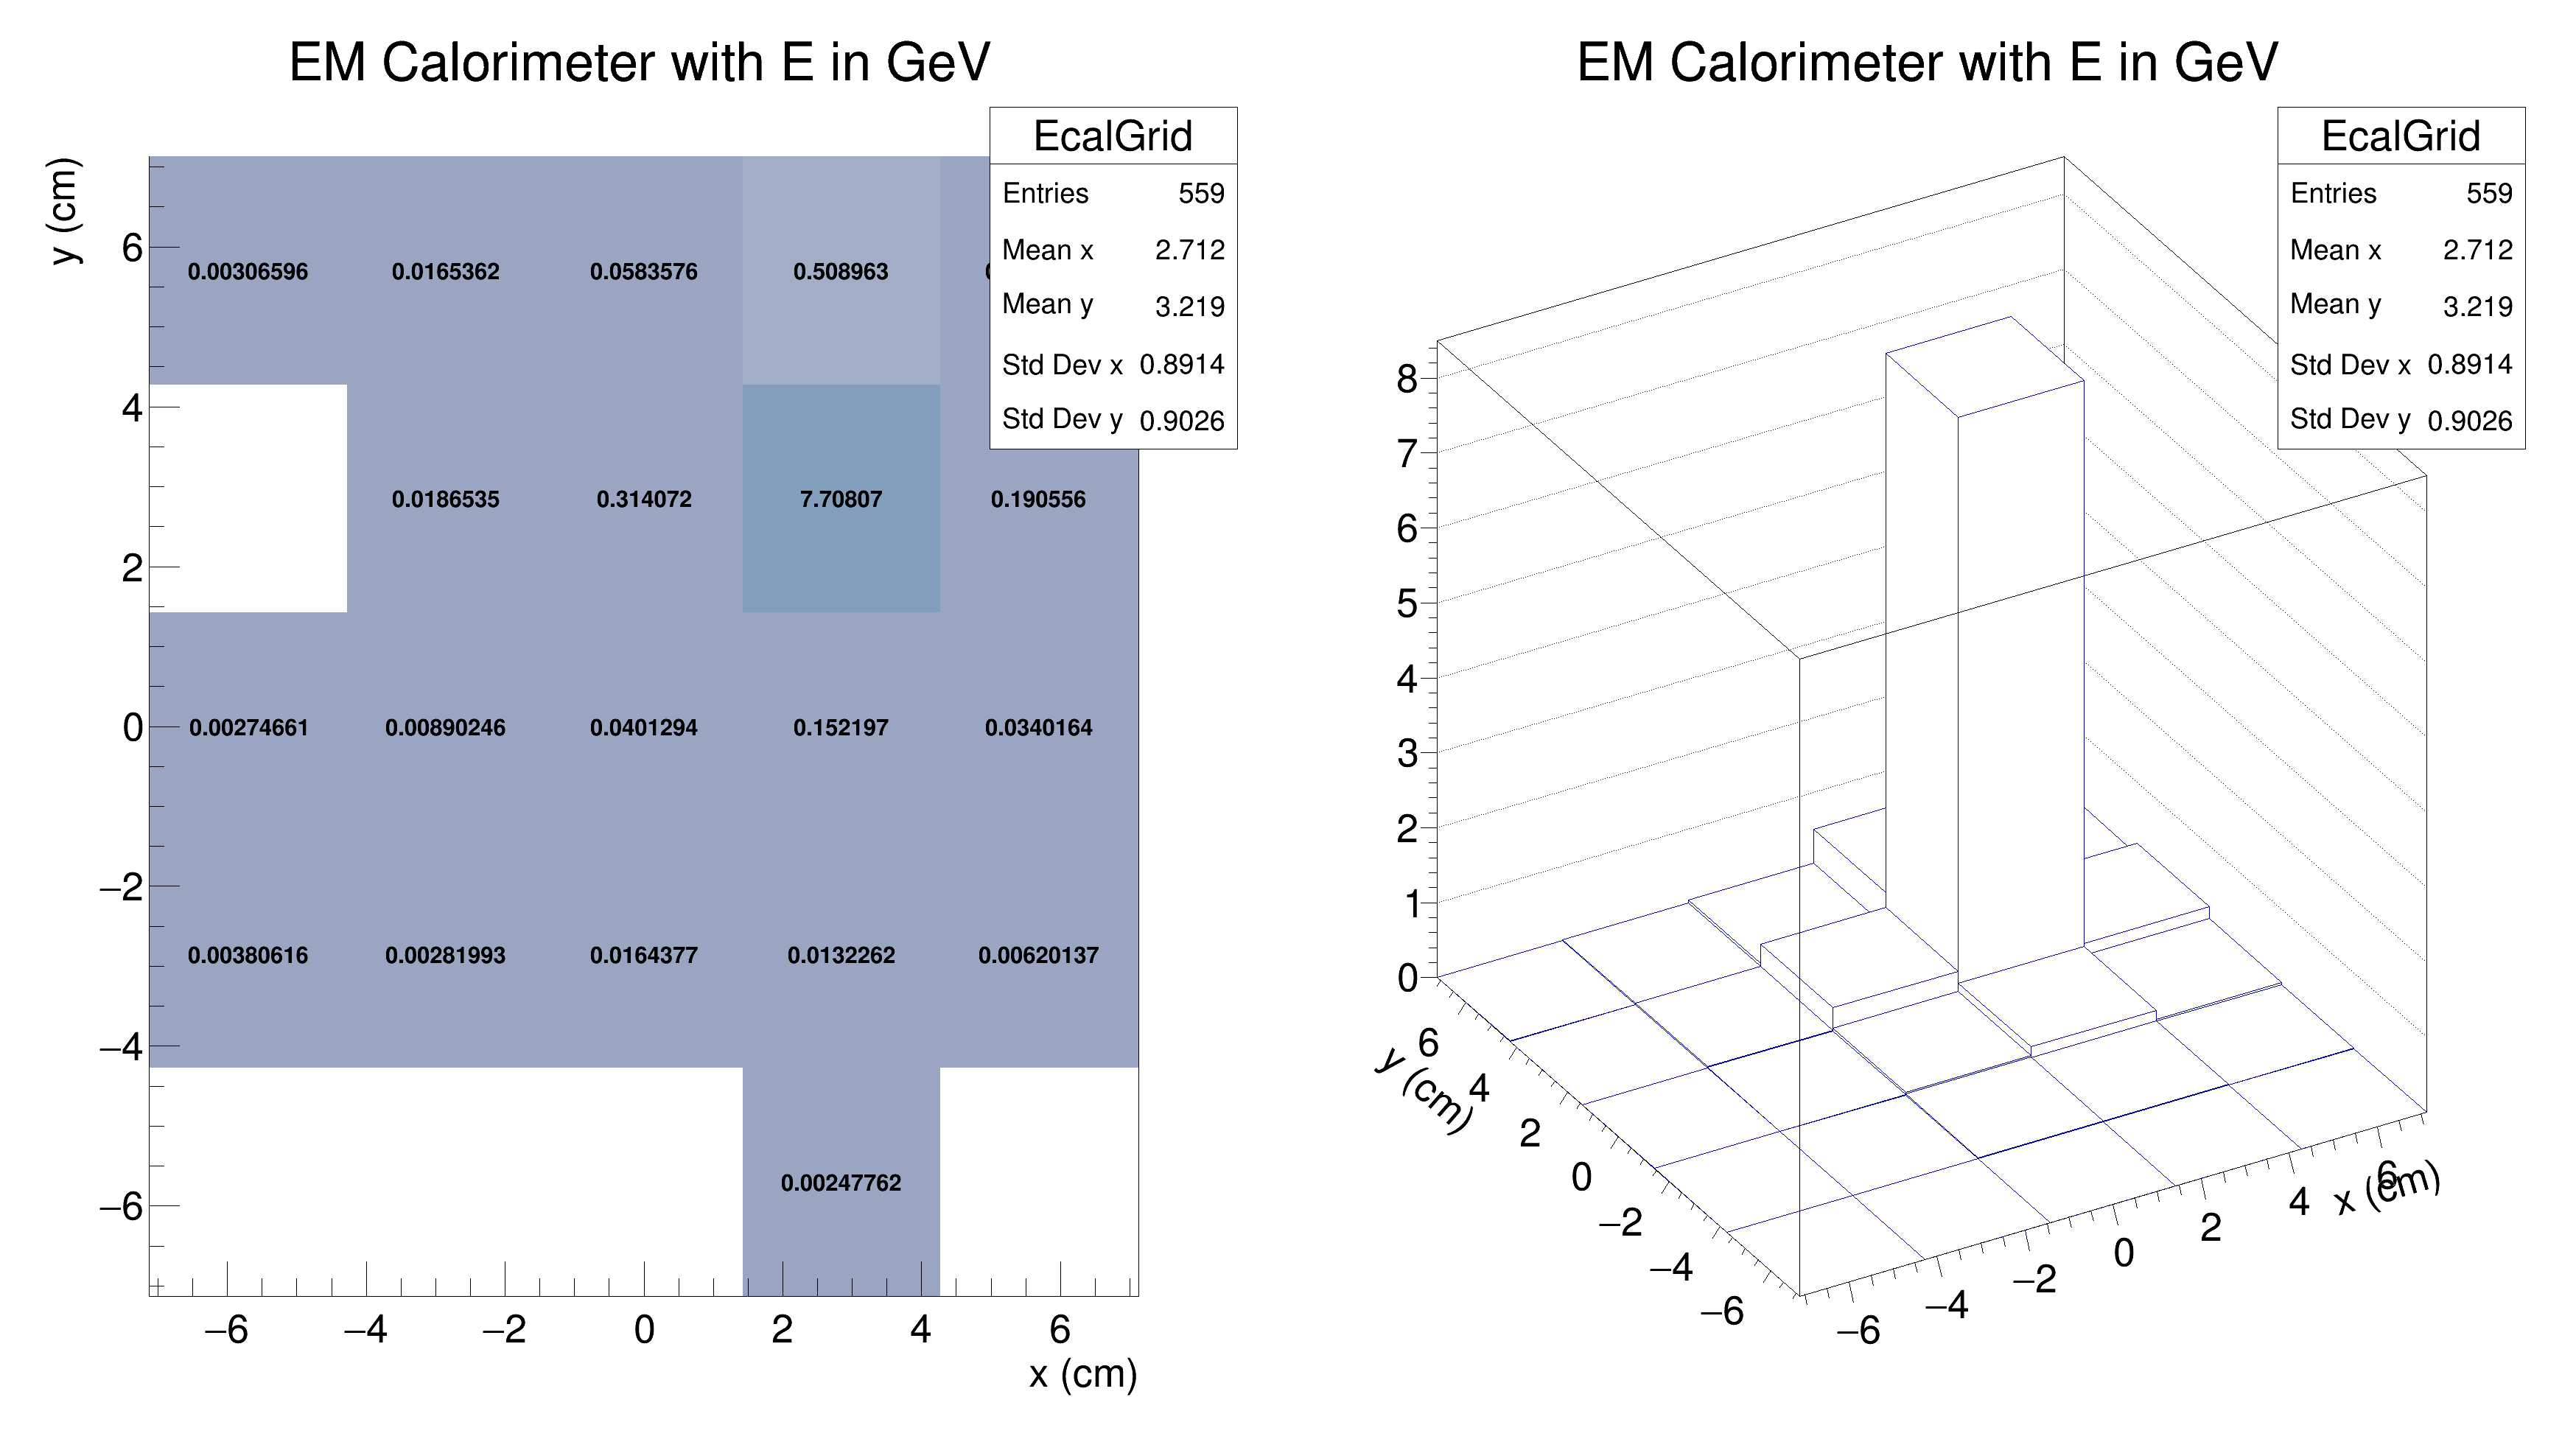 EM Calorimeter with E in GeV
EcalGrid
Entries 559
Mean x 2.712
Mean y 3.219
Std Dev x 0.8914
Std Dev y 0.9026
y (cm)
6
4
2
0
−2
−4
−6
0.00306596 0.0165362 0.0583576 0.508963
0.0186535 0.314072 7.70807 0.190556
0.00274661 0.00890246 0.0401294 0.152197 0.0340164
0.00380616 0.00281993 0.0164377 0.0132262 0.00620137
0.00247762
−6 −4 −2 0 2 4 6
x (cm)
EM Calorimeter with E in GeV
EcalGrid
Entries 559
Mean x 2.712
Mean y 3.219
Std Dev x 0.8914
Std Dev y 0.9026
8
7
6
5
4
3
2
1
0
6
4
2
0
−2
−4
−6
y (cm)
−6 −4 −2 0 2 4 6
x (cm)